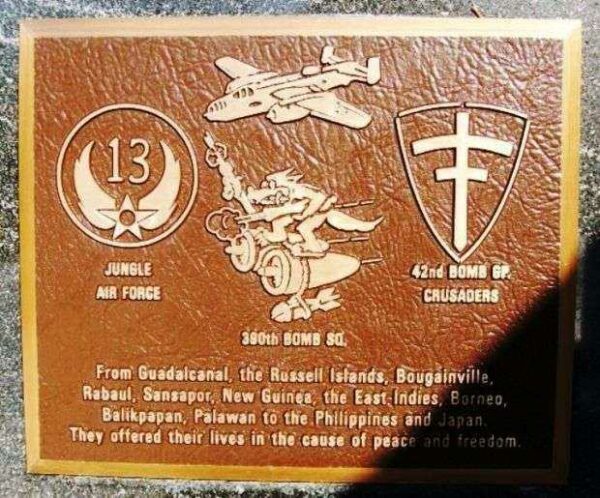 13
JUNGLE
AIR FORCE
42nd BOMB GP.
CRUSADERS
390th BOMB SQ.
From Guadalcanal, the Russell Islands, Bougainville,
Rabaul, Sansapor, New Guinea, the East Indies, Borneo,
Balikpapan, Palawan to the Philippines and Japan.
They offered their lives in the cause of peace and freedom.